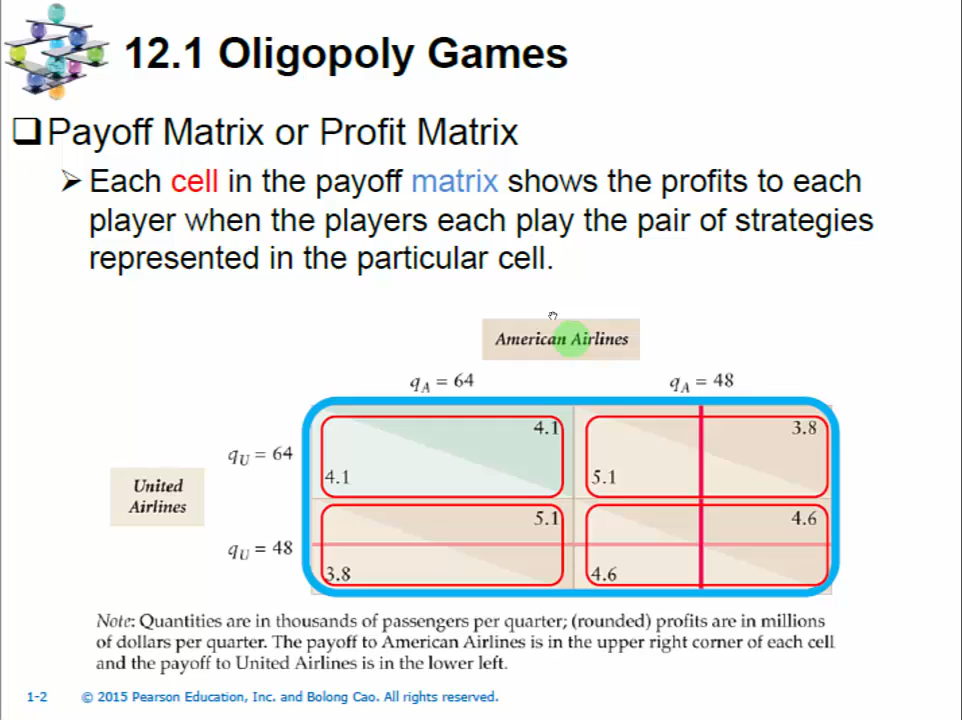 12.1 Oligopoly Games
Payoff Matrix or Profit Matrix
Each cell in the payoff matrix shows the profits to each
player when the players each play the pair of strategies
represented in the particular cell.
American Airlines
qA = 64 qA = 48
qU = 64
4.1 3.8
4.1 5.1
United
Airlines
5.1 4.6
qU = 48
3.8 4.6
Note: Quantities are in thousands of passengers per quarter; (rounded) profits are in millions
of dollars per quarter. The payoff to American Airlines is in the upper right corner of each cell
and the payoff to United Airlines is in the lower left.
1-2 © 2015 Pearson Education, Inc. and Bolong Cao. All rights reserved.